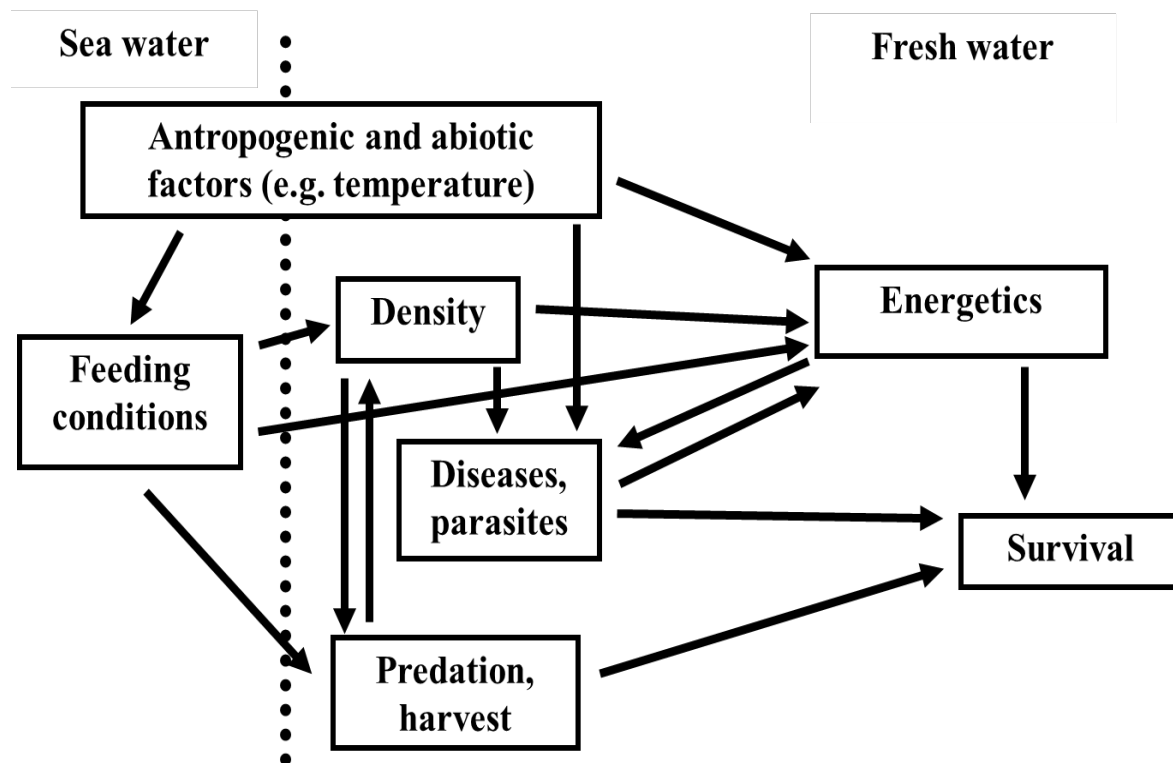 Sea water
Fresh water
Antropogenic and abiotic
factors (e.g. temperature)
Energetics
Density
Feeding
conditions
Diseases,
parasites
Survival
Predation,
harvest